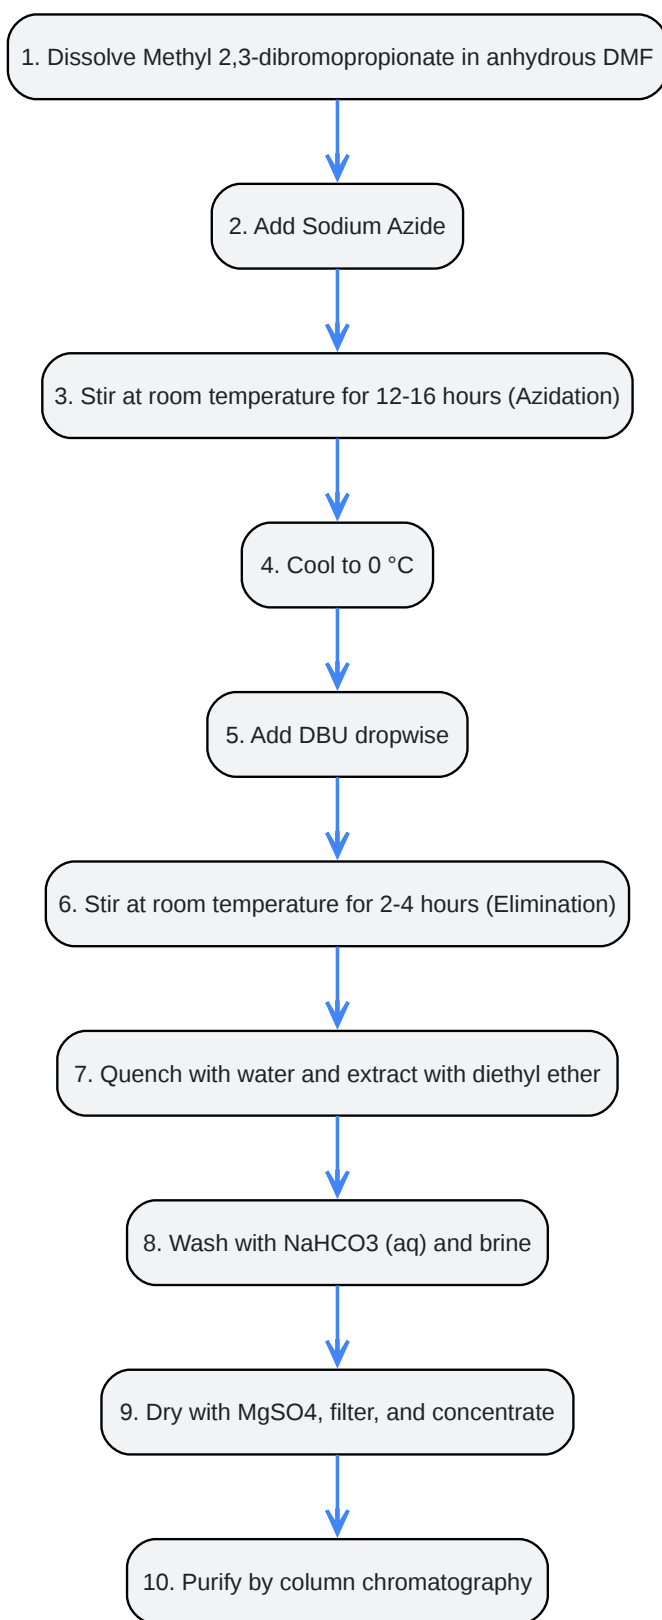 1. Dissolve Methyl 2,3-dibromopropionate in anhydrous DMF
2. Add Sodium Azide
3. Stir at room temperature for 12-16 hours (Azidation)
4. Cool to 0 °C
5. Add DBU dropwise
6. Stir at room temperature for 2-4 hours (Elimination)
7. Quench with water and extract with diethyl ether
8. Wash with NaHCO3 (aq) and brine
9. Dry with MgSO4, filter, and concentrate
10. Purify by column chromatography